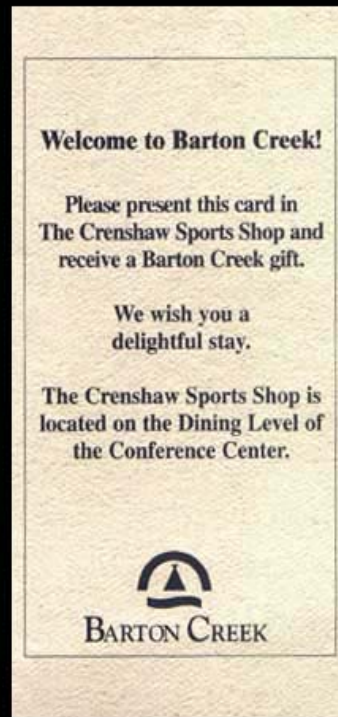 Welcome to Barton Creek!
Please present this card in
The Crenshaw Sports Shop and
receive a Barton Creek gift.
We wish you a
delightful stay.
The Crenshaw Sports Shop is
located on the Dining Level of
the Conference Center.
BARTON CREEK